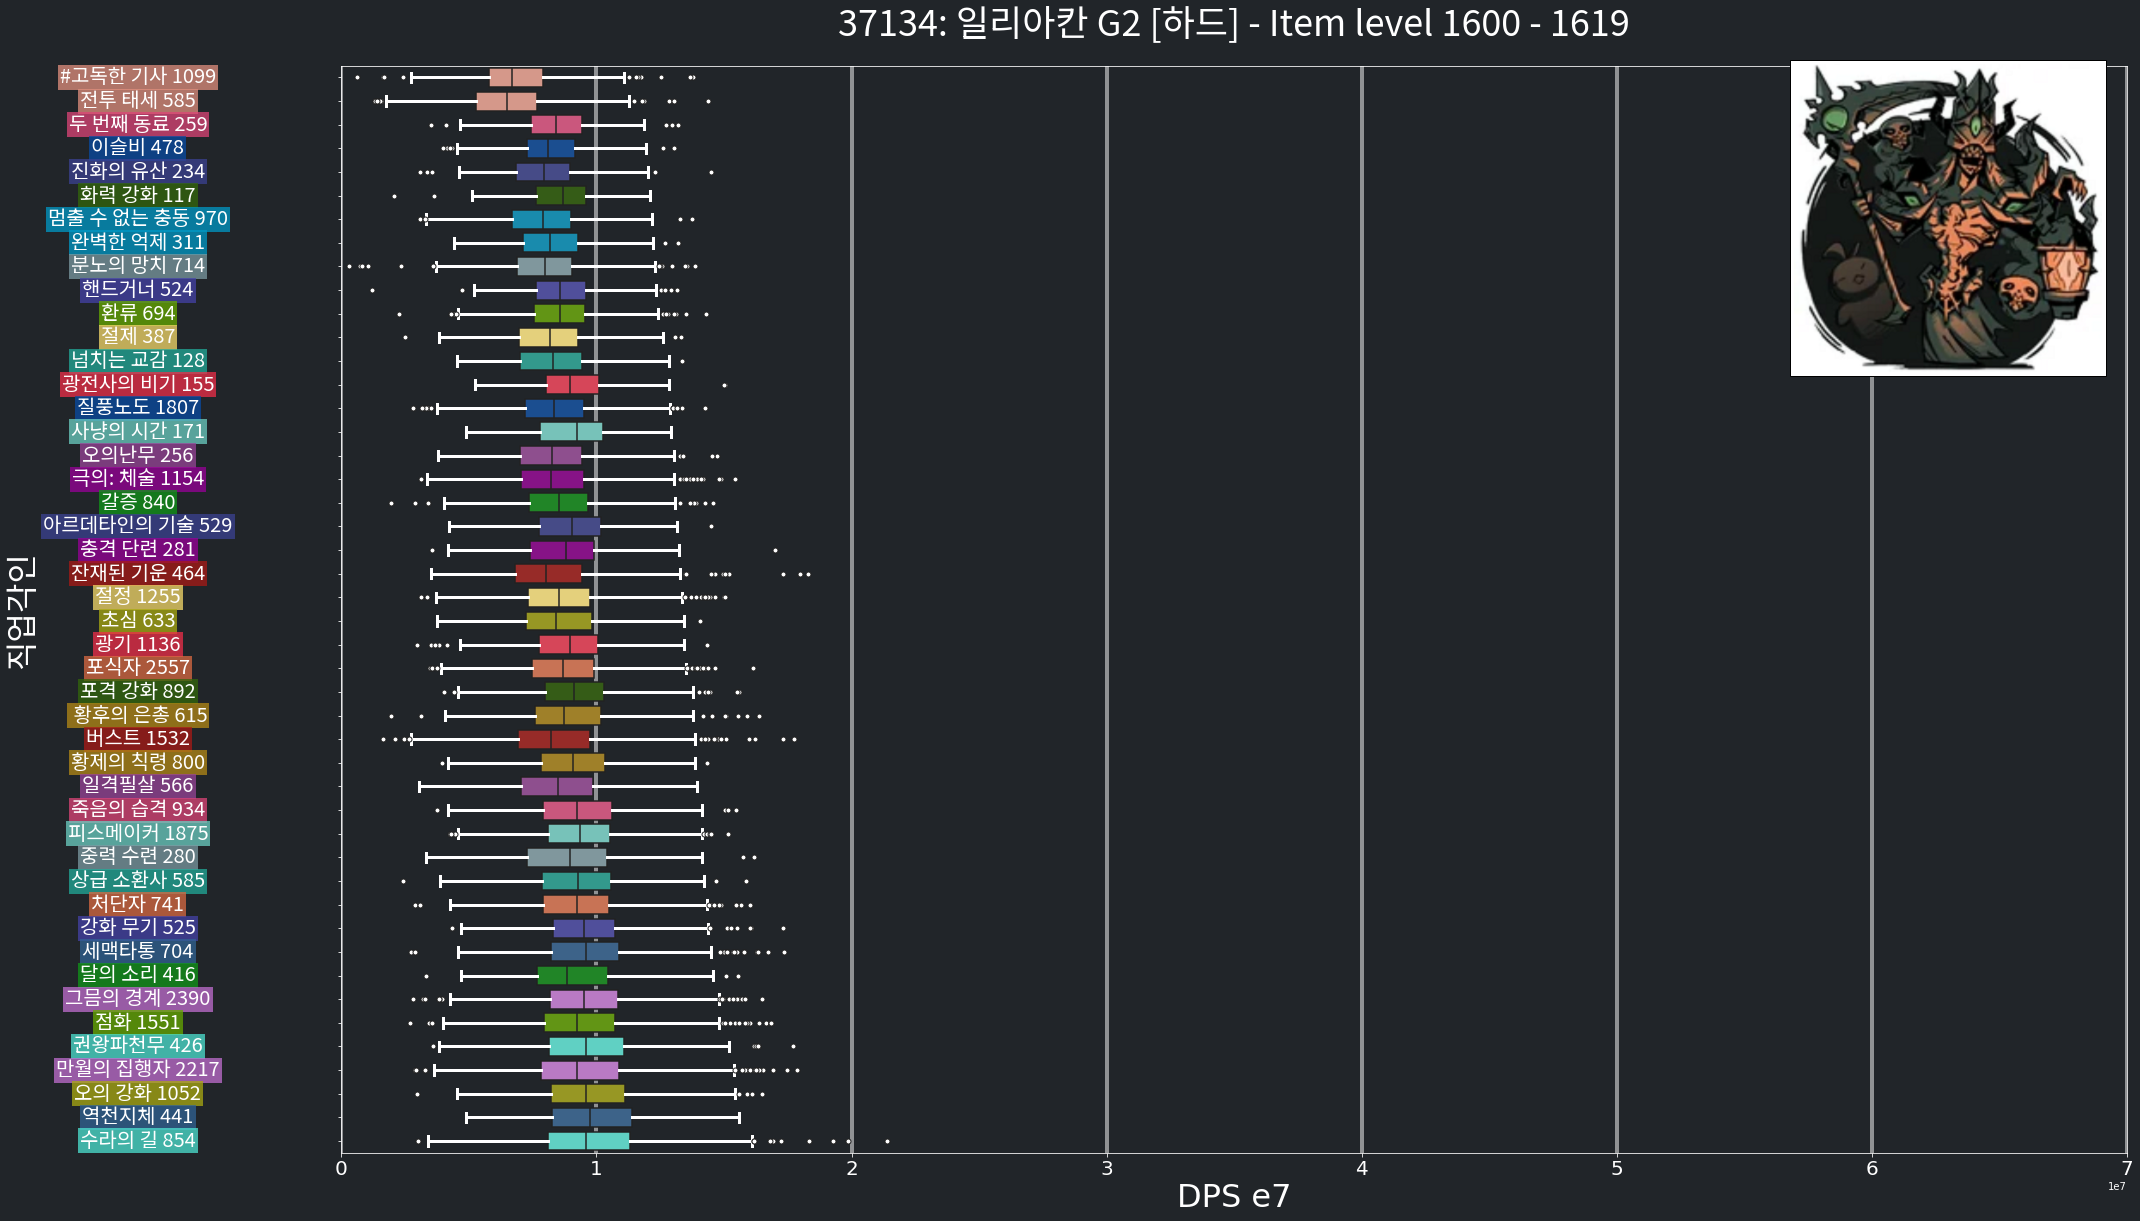 37134: 일리아칸 G2 [하드] - Item level 1600 - 1619
#고독한 기사 1099
전투 태세 585
두 번째 동료 259
이슬비 478
진화의 유산 234
화력 강화 117
멈출 수 없는 충동 970
완벽한 억제 311
분노의 망치 714
핸드거너 524
환류 694
절제 387
넘치는 교감 128
광전사의 비기 155
질풍노도 1807
사냥의 시간 171
오의난무 256
극의: 체술 1154
갈증 840
아르데타인의 기술 529
충격 단련 281
잔재된 기운 464
절정 1255
초심 633
광기 1136
포식자 2557
포격 강화 892
황후의 은총 615
버스트 1532
황제의 칙령 800
일격필살 566
죽음의 습격 934
피스메이커 1875
중력 수련 280
상급 소환사 585
처단자 741
강화 무기 525
세맥타통 704
달의 소리 416
그믐의 경계 2390
점화 1551
권왕파천무 426
만월의 집행자 2217
오의 강화 1052
역천지체 441
수라의 길 854
직업각인
0 1 2 3 4 5 6 7
1e7
DPS e7